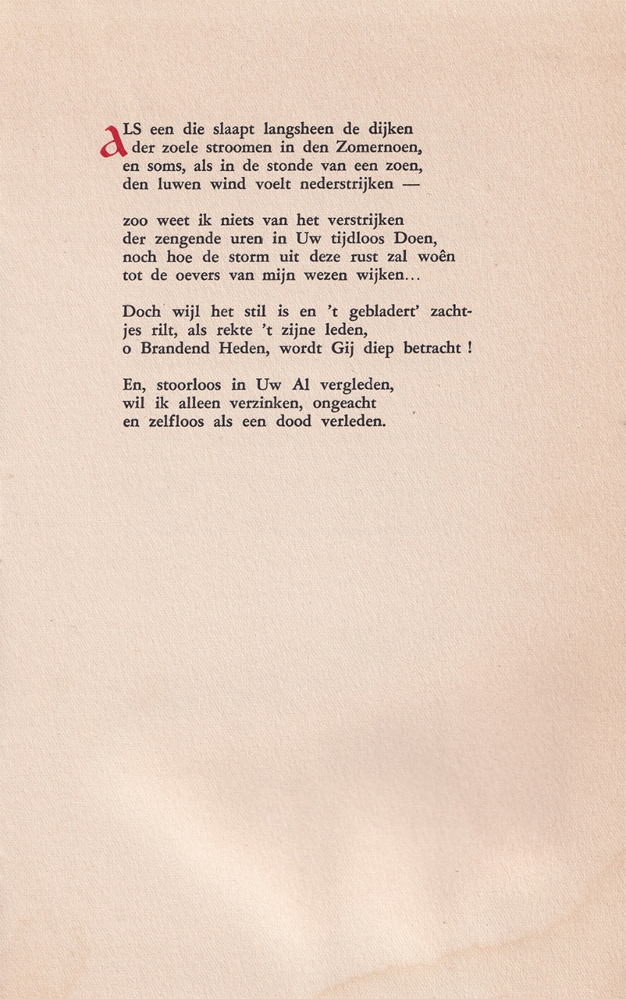 aLS een die slaapt langsheen de dijken
der zoele stroomen in den Zomernoen,
en soms, als in de stonde van een zoen,
den luwen wind voelt nederstrijken —
zoo weet ik niets van het verstrijken
der zengende uren in Uw tijdloos Doen,
noch hoe de storm uit deze rust zal woên
tot de oevers van mijn wezen wijken...
Doch wijl het stil is en 't gebladert' zacht-
jes rilt, als rekte 't zijne leden,
o Brandend Heden, wordt Gij diep betracht !
En, stoorloos in Uw Al vergleden,
wil ik alleen verzinken, ongeacht
en zelfloos als een dood verleden.